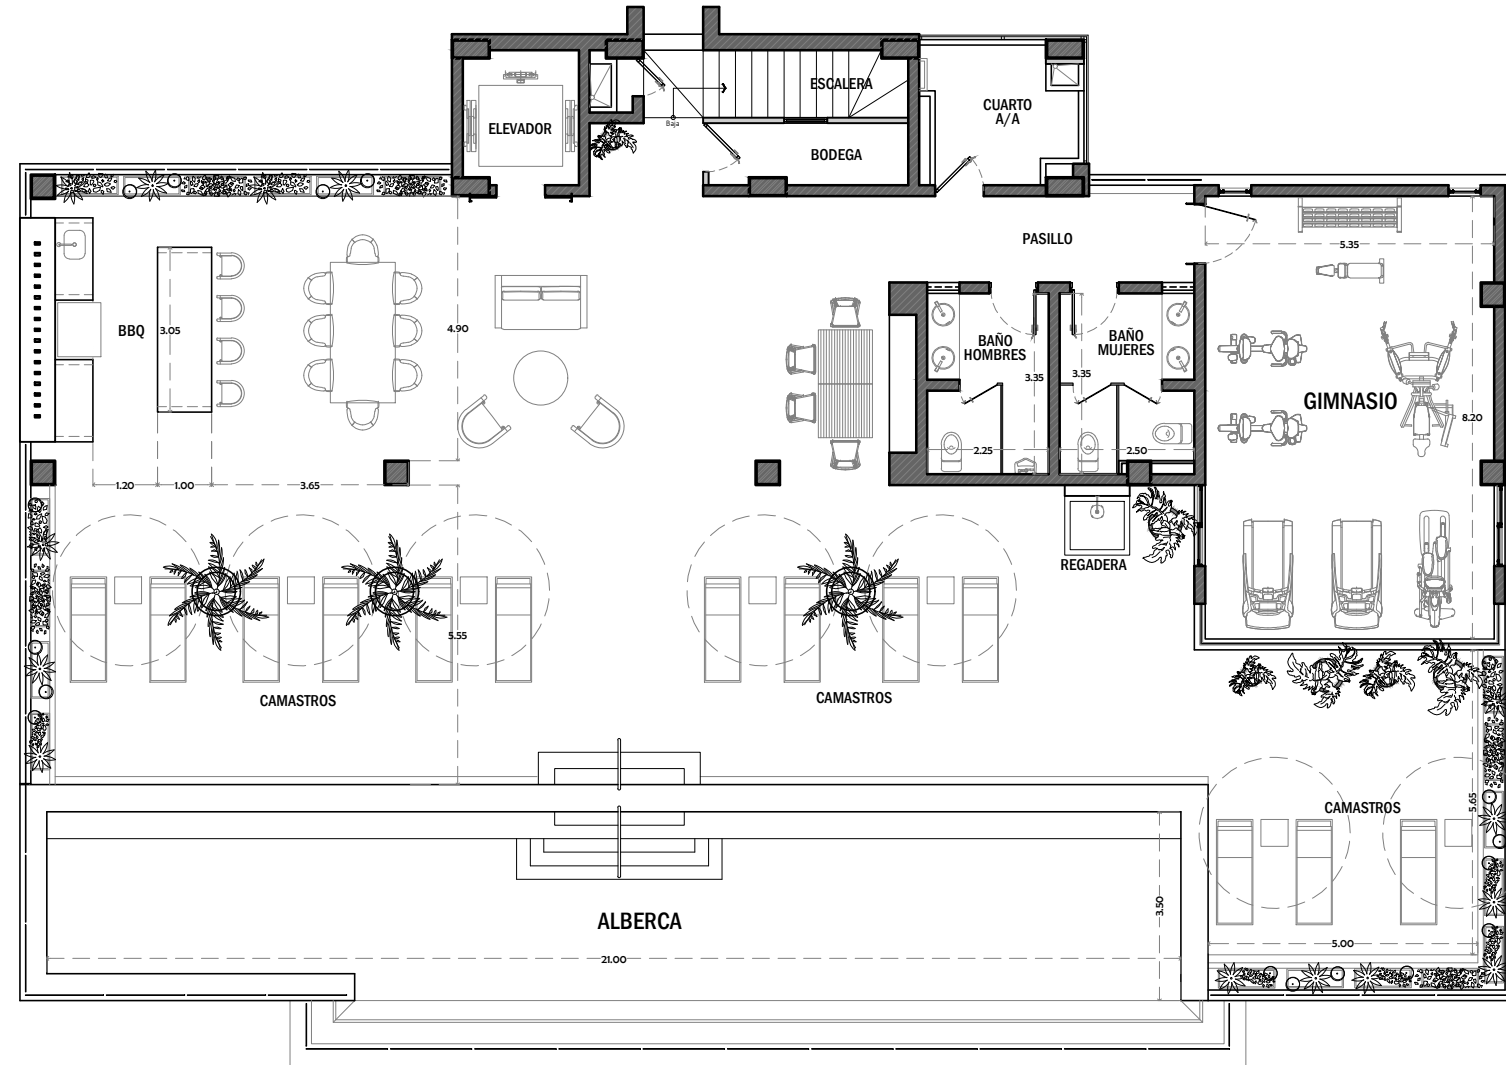 ESCALERA
CUARTO
A/A
ELEVADOR
Baja
BODEGA
PASILLO
5.35
BBQ
3.05
4.90
BAÑO
HOMBRES
BAÑO
MUJERES
3.35
3.35
GIMNASIO
8.20
2.25
2.50
1.20
1.00
3.65
REGADERA
5.55
CAMASTROS
CAMASTROS
CAMASTROS
5.65
3.50
ALBERCA
5.00
21.00